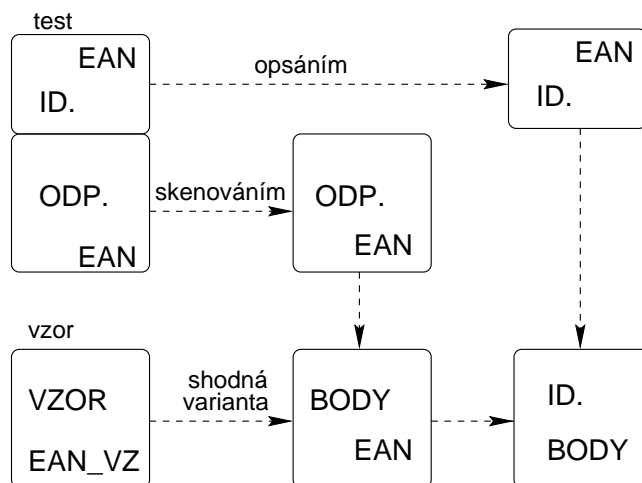 test
EAN
ID.
opsáním
EAN
ID.
ODP.
EAN
skenováním
ODP.
EAN
vzor
VZOR
EAN_VZ
shodná
varianta
BODY
EAN
ID.
BODY